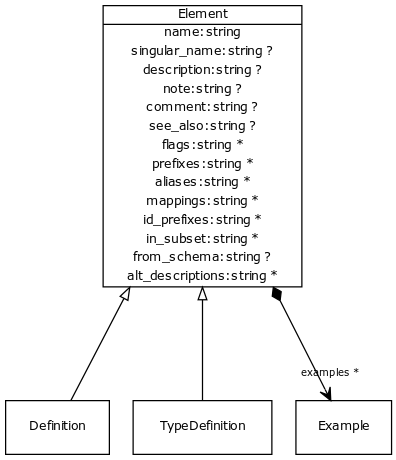 Element
name:string
singular_name:string ?
description:string ?
note:string ?
comment:string ?
see_also:string ?
flags:string *
prefixes:string *
aliases:string *
mappings:string *
id_prefixes:string *
in_subset:string *
from_schema:string ?
alt_descriptions:string *
examples *
Definition
TypeDefinition
Example